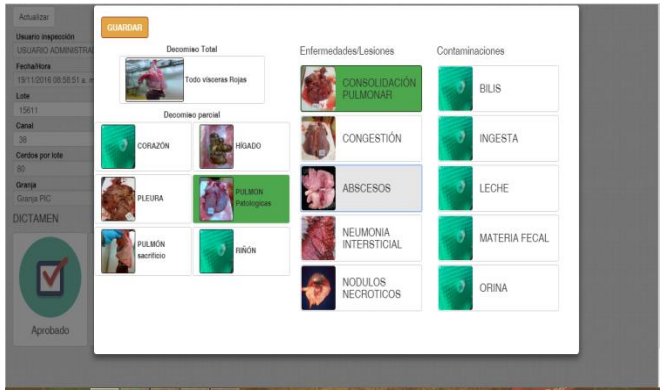 Actualizar
Usuario inspección
USUARIO ADMINISTRA
Fecha/Hora
19/11/2016 08:58:51 a. m
Lote
15611
Canal
38
Cerdos por lote
80
Granja
Granja PIC
DICTAMEN
Aprobado
GUARDAR
Decomiso Total
Todo vísceras Rojas
Decomiso parcial
CORAZÓN
HÍGADO
PLEURA
PULMON
Patologicas
PULMÓN
sacrificio
RIÑÓN
Enfermedades/Lesiones
CONSOLIDACIÓN
PULMONAR
CONGESTIÓN
ABSCESOS
NEUMONIA
INTERSTICIAL
NODULOS
NECROTICOS
Contaminaciones
BILIS
INGESTA
LECHE
MATERIA FECAL
ORINA